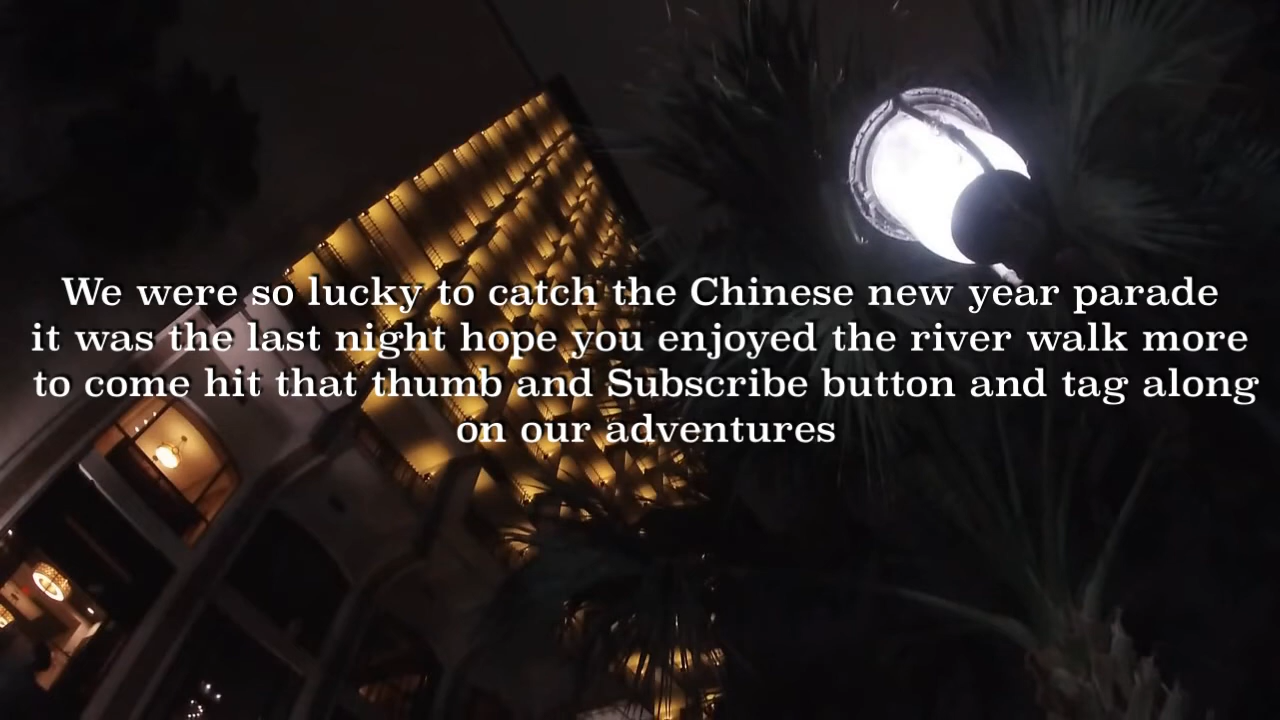 We were so lucky to catch the Chinese new year parade
it was the last night hope you enjoyed the river walk more
to come hit that thumb and Subscribe button and tag along
on our adventures